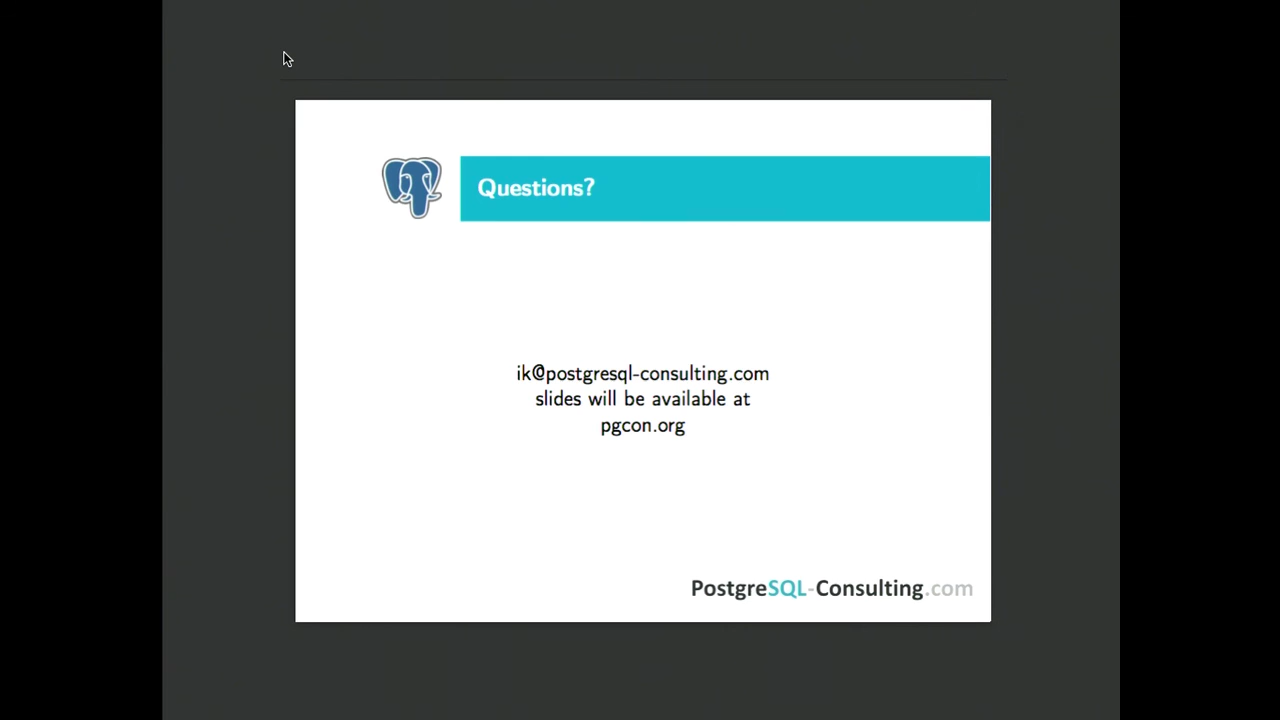 Questions?
ik@postgresql-consulting.com
slides will be available at
pgcon.org
PostgreSQL-Consulting.com